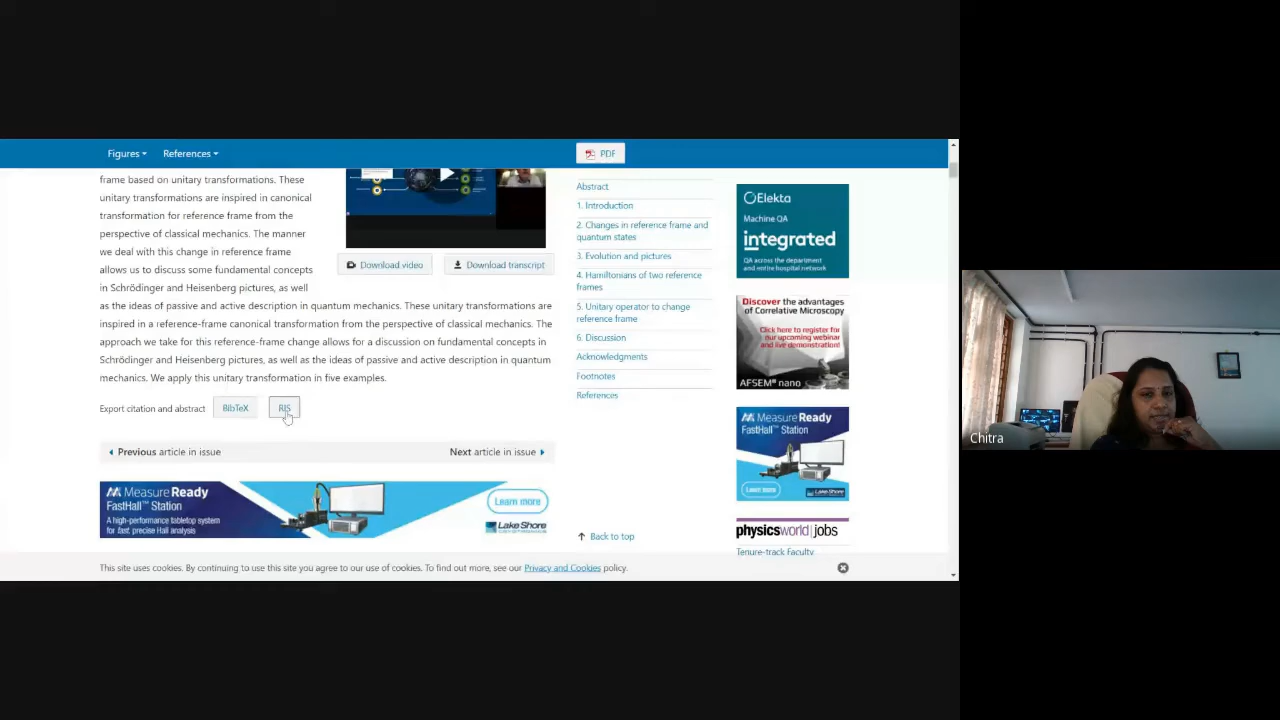 Figures
References
PDF
frame based on unitary transformations. These
unitary transformations are inspired in canonical
transformation for reference frame from the
perspective of classical mechanics. The manner
we deal with this change in reference frame
allows us to discuss some fundamental concepts
in Schrödinger and Heisenberg pictures, as well
as the ideas of passive and active description in quantum mechanics. These unitary transformations are
inspired in a reference-frame canonical transformation from the perspective of classical mechanics. The
approach we take for this reference-frame change allows for a discussion on fundamental concepts in
Schrödinger and Heisenberg pictures, as well as the ideas of passive and active description in quantum
mechanics. We apply this unitary transformation in five examples.
Download video
Download transcript
Export citation and abstract
BibTeX
RIS
Previous article in issue
Next article in issue
MeasureReady
FastHall™ Station
A high-performance tabletop system
for fast, precise Hall analysis
Learn more
LakeShore
Abstract
1. Introduction
2. Changes in reference frame and
quantum states
3. Evolution and pictures
4. Hamiltonians of two reference
frames
5. Unitary operator to change
reference frame
6. Discussion
Acknowledgments
Footnotes
References
Back to top
Elekta
Machine QA
integrated
QA across the department
and entire hospital network
Discover the advantages
of Correlative Microscopy
Click here to register for
our upcoming webinar
and live demonstration!
AFSEM® nano
MeasureReady
FastHall™ Station
Learn more
LakeShore
physicsworld|jobs
Tenure-track Faculty
This site uses cookies. By continuing to use this site you agree to our use of cookies. To find out more, see our Privacy and Cookies policy.
Chitra